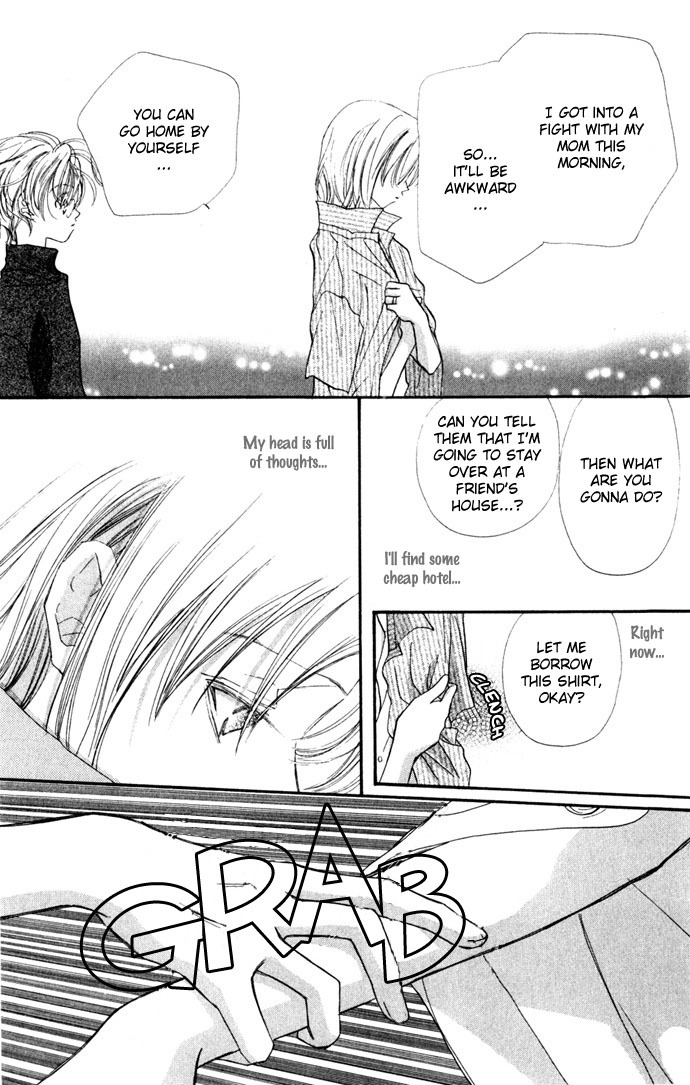 I GOT INTO A
FIGHT WITH MY
MOM THIS
MORNING,
SO...
IT'LL BE
AWKWARD
...
YOU CAN
GO HOME BY
YOURSELF
...
THEN WHAT
ARE YOU
GONNA DO?
CAN YOU TELL
THEM THAT I'M
GOING TO STAY
OVER AT A
FRIEND'S
HOUSE...?
I'll find some
cheap hotel...
Right
now...
LET ME
BORROW
THIS SHIRT,
OKAY?
CLENCH
My head is full
of thoughts...
GRAB